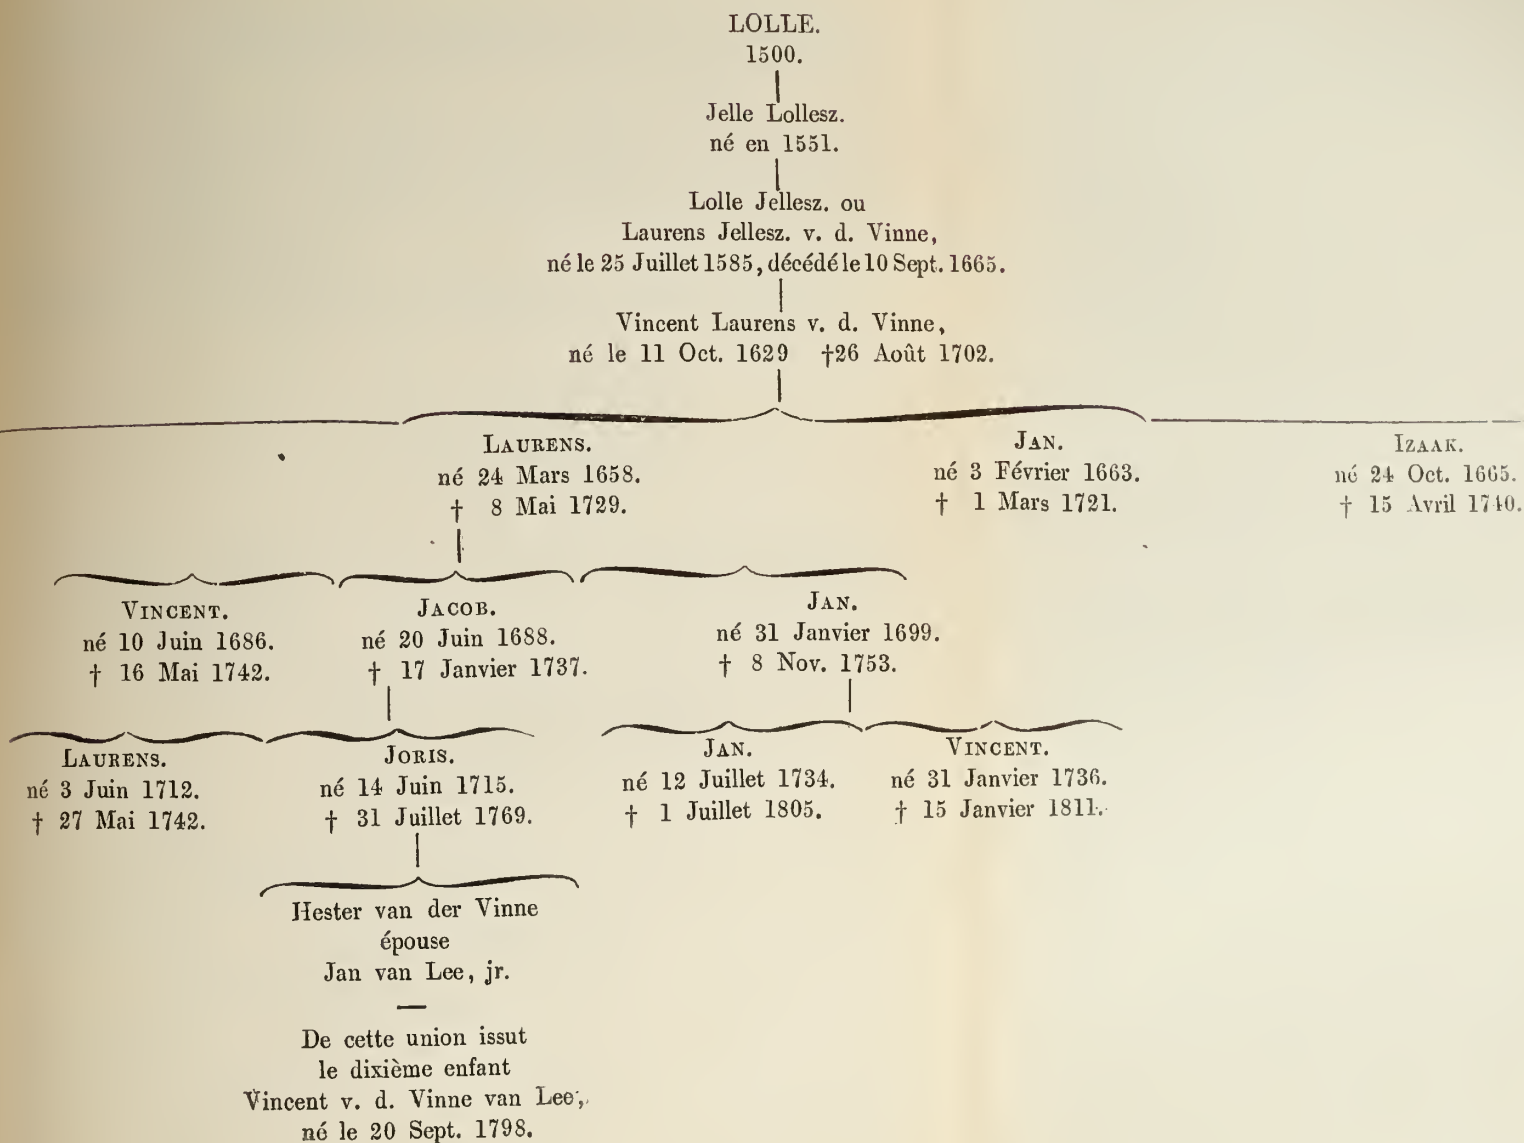 LOLLE.
1500.
Jelle Lollesz.
né en 1551.
Lolle Jellesz. ou
Laurens Jellesz. v. d. Vinne,
né le 25 Juillet 1585, décédé le 10 Sept. 1665.
Vincent Laurens v. d. Vinne,
né le 11 Oct. 1629 †26 Août 1702.
LAURENS.
né 24 Mars 1658.
† 8 Mai 1729.
JAN.
né 3 Février 1663.
† 1 Mars 1721.
IZAAK.
né 24 Oct. 1665.
† 15 Avril 1740.
VINCENT.
né 10 Juin 1686.
† 16 Mai 1742.
JACOB.
né 20 Juin 1688.
† 17 Janvier 1737.
JAN.
né 31 Janvier 1699.
† 8 Nov. 1753.
LAURENS.
né 3 Juin 1712.
† 27 Mai 1742.
JORIS.
né 14 Juin 1715.
† 31 Juillet 1769.
JAN.
né 12 Juillet 1734.
† 1 Juillet 1805.
VINCENT.
né 31 Janvier 1736.
† 15 Janvier 1811.
Hester van der Vinne
épouse
Jan van Lee, jr.
—
De cette union issut
le dixième enfant
Vincent v. d. Vinne van Lee,
né le 20 Sept. 1798.